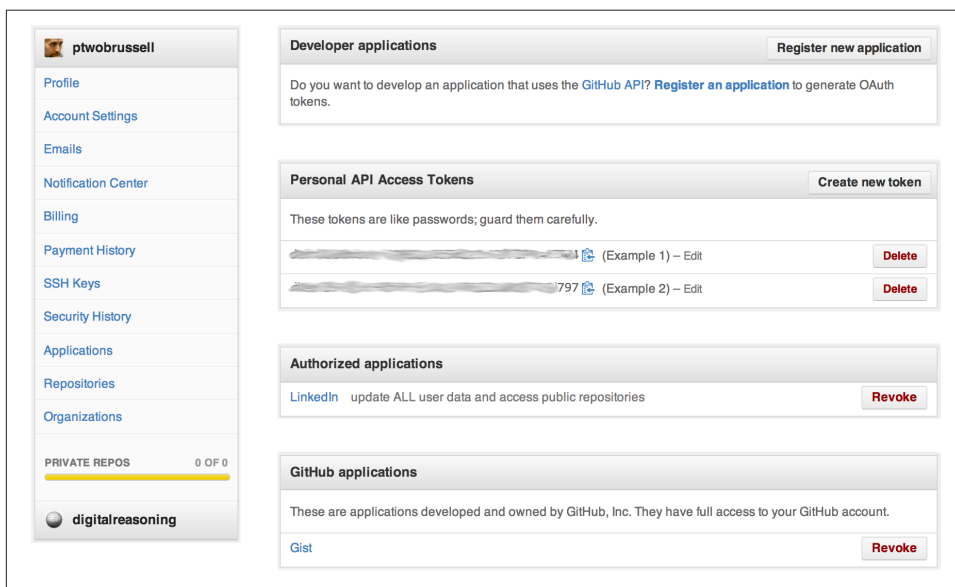 ptwobrussell
Profile
Account Settings
Emails
Notification Center
Billing
Payment History
SSH Keys
Security History
Applications
Repositories
Organizations
PRIVATE REPOS 0 OF 0
digitalreasoning
Developer applications
Register new application
Do you want to develop an application that uses the GitHub API? Register an application to generate OAuth
tokens.
Personal API Access Tokens
Create new token
These tokens are like passwords; guard them carefully.
(Example 1) – Edit
Delete
797 (Example 2) – Edit
Delete
Authorized applications
LinkedIn update ALL user data and access public repositories
Revoke
GitHub applications
These are applications developed and owned by GitHub, Inc. They have full access to your GitHub account.
Gist
Revoke